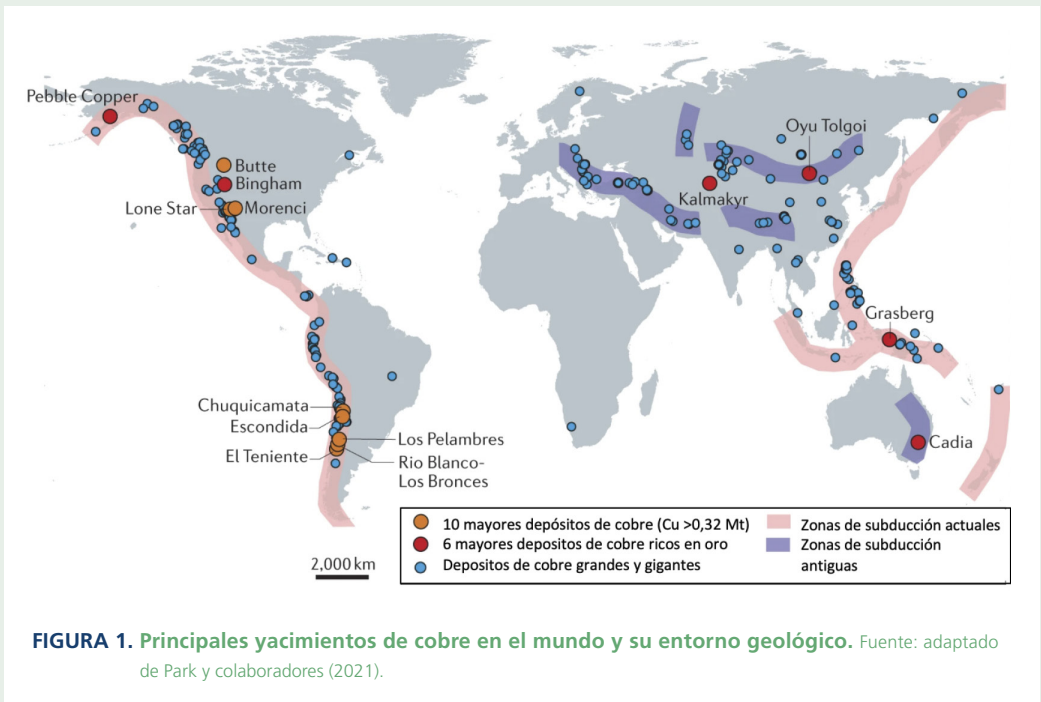 Pebble Copper
Butte
Bingham
Lone Star
Morenci
Oyu Tolgoi
Kalmakyr
Grasberg
Chuquicamata
Escondida
Los Pelambres
El Teniente
Rio Blanco-
Los Bronces
Cadia
2,000 km
10 mayores depósitos de cobre (Cu >0,32 Mt)
6 mayores depositos de cobre ricos en oro
Depositos de cobre grandes y gigantes
Zonas de subducción actuales
Zonas de subducción
antiguas
FIGURA 1. Principales yacimientos de cobre en el mundo y su entorno geológico. Fuente: adaptado
de Park y colaboradores (2021).